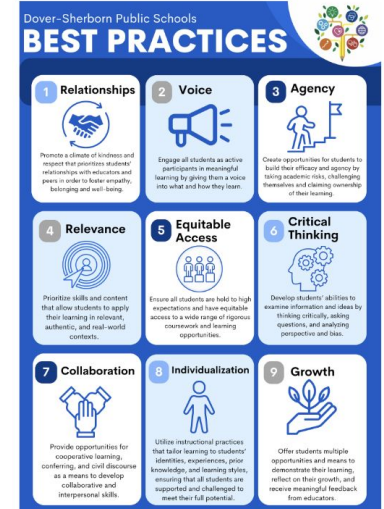 Dover-Sherborn Public Schools
BEST PRACTICES
1 Relationships
Promote a climate of kindness and
respect that prioritizes students'
relationships with educators and
peers in order to foster empathy,
belonging and well-being.
2 Voice
Engage all students as active
participants in meaningful
learning by giving them a voice
into what and how they learn.
3 Agency
Create opportunities for students to
build their efficacy and agency by
taking academic risks, challenging
themselves and claiming ownership
of their learning.
4 Relevance
Prioritize skills and content
that allow students to apply
their learning in relevant,
authentic, and real-world
contexts.
5 Equitable
Access
Ensure all students are held to high
expectations and have equitable
access to a wide range of rigorous
coursework and learning
opportunities.
6 Critical
Thinking
Develop students' abilities to
examine information and ideas by
thinking critically, asking
questions, and analyzing
perspective and bias.
7 Collaboration
Provide opportunities for
cooperative learning,
conferring, and civil discourse
as a means to develop
collaborative and
interpersonal skills.
8 Individualization
Utilize instructional practices
that tailor learning to students'
identities, experiences, prior
knowledge, and learning styles,
ensuring that all students are
supported and challenged to
meet their full potential.
9 Growth
Offer students multiple
opportunities and means to
demonstrate their learning,
reflect on their growth, and
receive meaningful feedback
from educators.